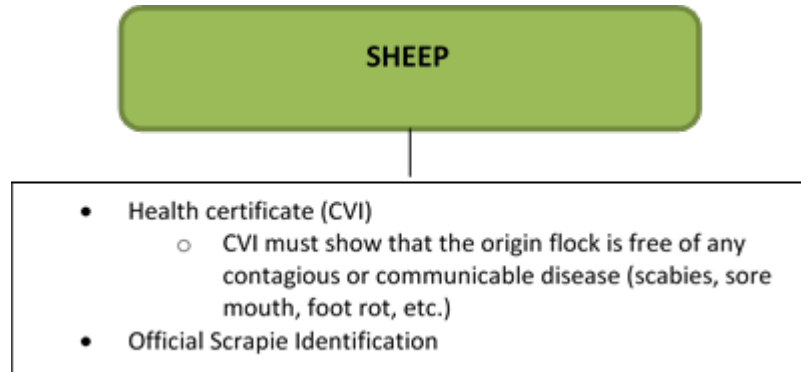 SHEEP
• Health certificate (CVI)
o CVI must show that the origin flock is free of any
contagious or communicable disease (scabies, sore
mouth, foot rot, etc.)
• Official Scrapie Identification